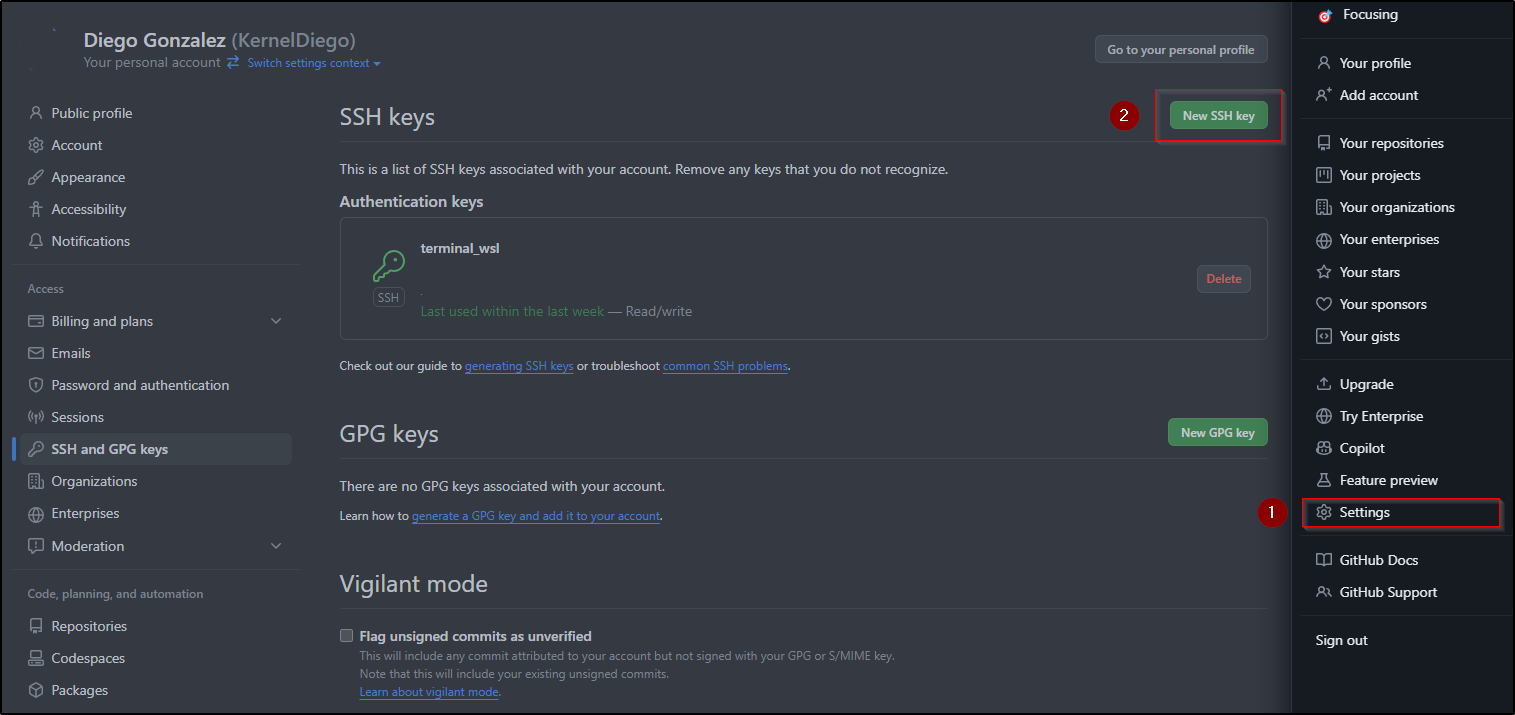 Diego Gonzalez (KernelDiego)
Your personal account Switch settings context
Go to your personal profile
Public profile
Account
Appearance
Accessibility
Notifications
Access
Billing and plans
Emails
Password and authentication
Sessions
SSH and GPG keys
Organizations
Enterprises
Moderation
Code, planning, and automation
Repositories
Codespaces
Packages
SSH keys
2
New SSH key
This is a list of SSH keys associated with your account. Remove any keys that you do not recognize.
Authentication keys
terminal_wsl
SSH
Last used within the last week — Read/write
Delete
Check out our guide to generating SSH keys or troubleshoot common SSH problems.
GPG keys
New GPG key
There are no GPG keys associated with your account.
Learn how to generate a GPG key and add it to your account.
Vigilant mode
Flag unsigned commits as unverified
This will include any commit attributed to your account but not signed with your GPG or S/MIME key.
Note that this will include your existing unsigned commits.
Learn about vigilant mode.
Focusing
Your profile
Add account
Your repositories
Your projects
Your organizations
Your enterprises
Your stars
Your sponsors
Your gists
Upgrade
Try Enterprise
Copilot
Feature preview
1
Settings
GitHub Docs
GitHub Support
Sign out